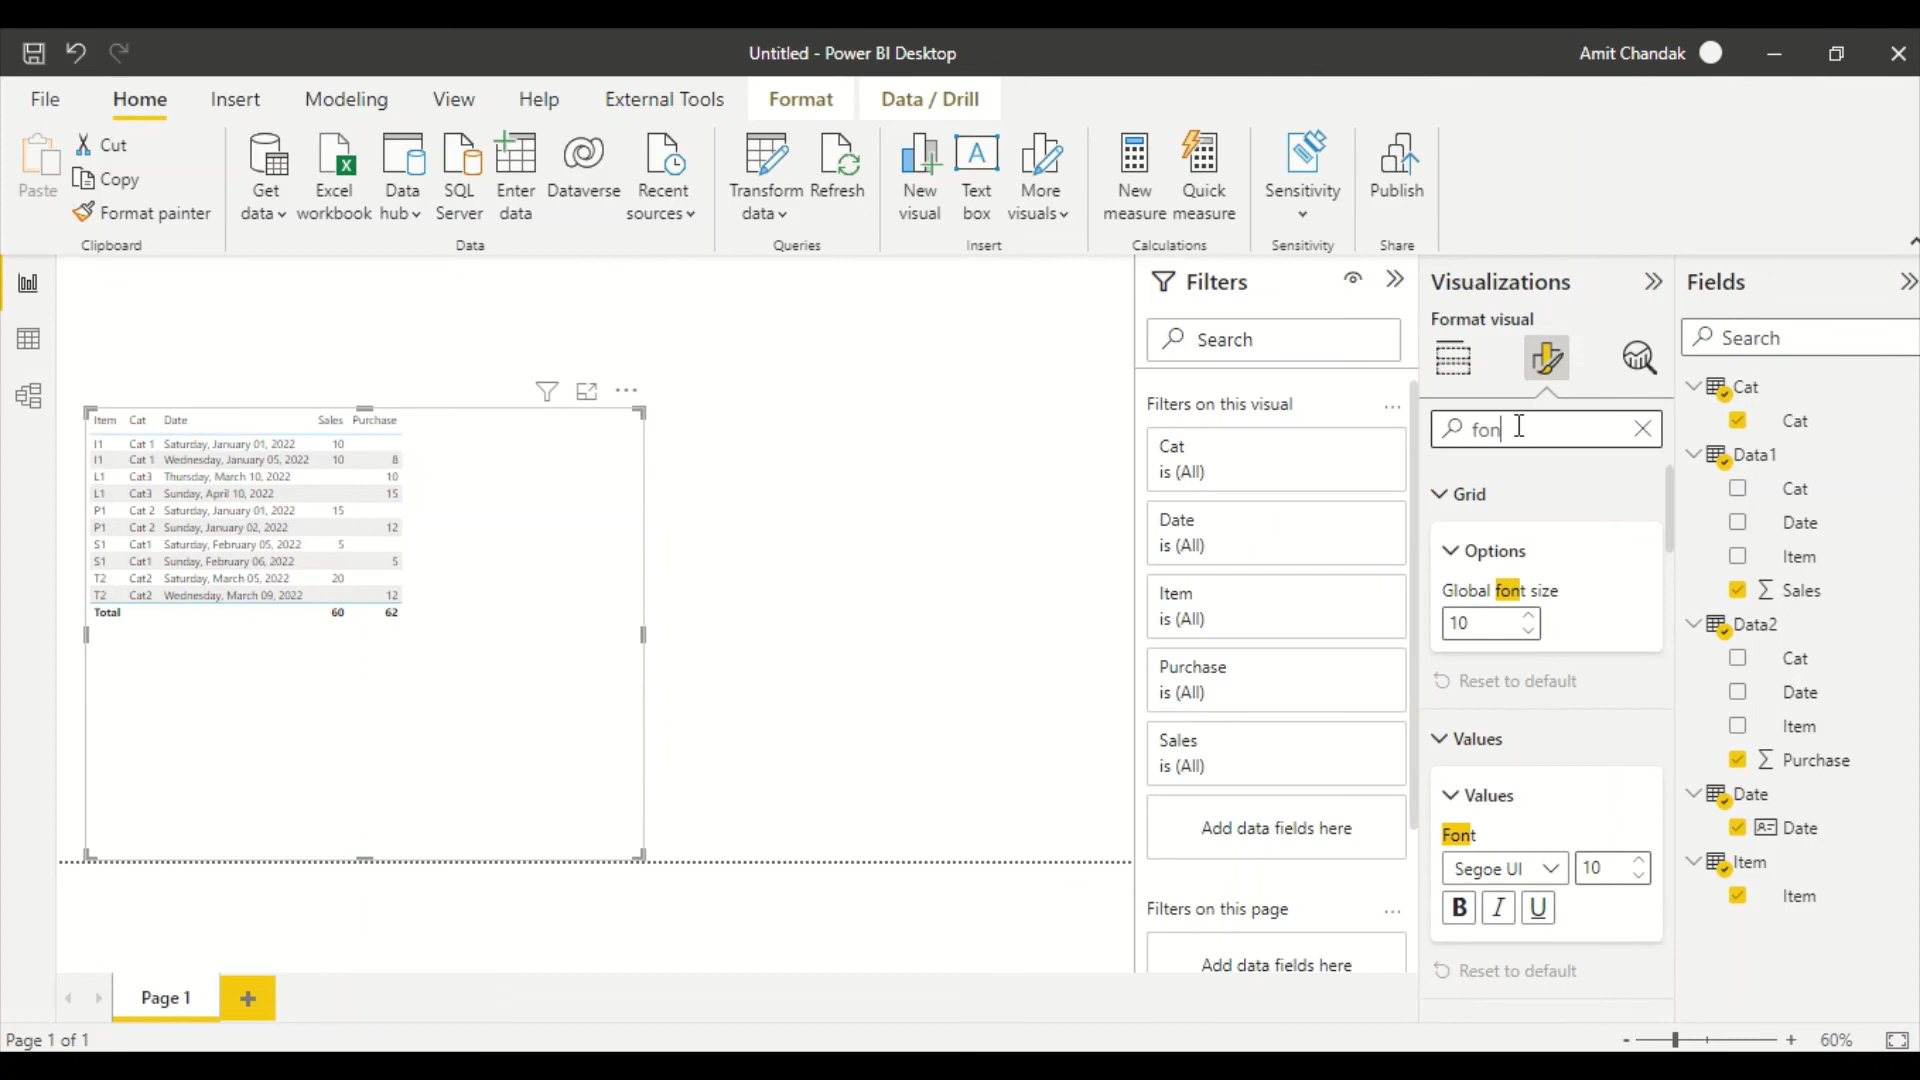 Untitled - Power BI Desktop
Amit Chandak
File Home Insert Modeling View Help External Tools Format Data / Drill
Paste
Cut
Copy
Format painter
Get data
Excel workbook
Data hub
SQL Server
Enter data
Dataverse
Recent sources
Transform data
Refresh
New visual
Text box
More visuals
New measure
Quick measure
Sensitivity
Publish
Clipboard Data Queries Insert Calculations Sensitivity Share
Item Cat Date Sales Purchase
I1 Cat 1 Saturday, January 01, 2022 10
I1 Cat 1 Wednesday, January 05, 2022 10 8
L1 Cat3 Thursday, March 10, 2022 10
L1 Cat3 Sunday, April 10, 2022 15
P1 Cat 2 Saturday, January 01, 2022 15
P1 Cat 2 Sunday, January 02, 2022 12
S1 Cat1 Saturday, February 05, 2022 5
S1 Cat1 Sunday, February 06, 2022 5
T2 Cat2 Saturday, March 05, 2022 20
T2 Cat2 Wednesday, March 09, 2022 12
Total 60 62
Filters
Search
Filters on this visual
Cat
is (All)
Date
is (All)
Item
is (All)
Purchase
is (All)
Sales
is (All)
Add data fields here
Filters on this page
Add data fields here
Visualizations
Format visual
fon
Grid
Options
Global font size
10
Reset to default
Values
Values
Font
Segoe UI 10
B I U
Reset to default
Fields
Search
Cat
Cat
Data1
Cat
Date
Item
Sales
Data2
Cat
Date
Item
Purchase
Date
Date
Item
Item
Page 1
Page 1 of 1
60%